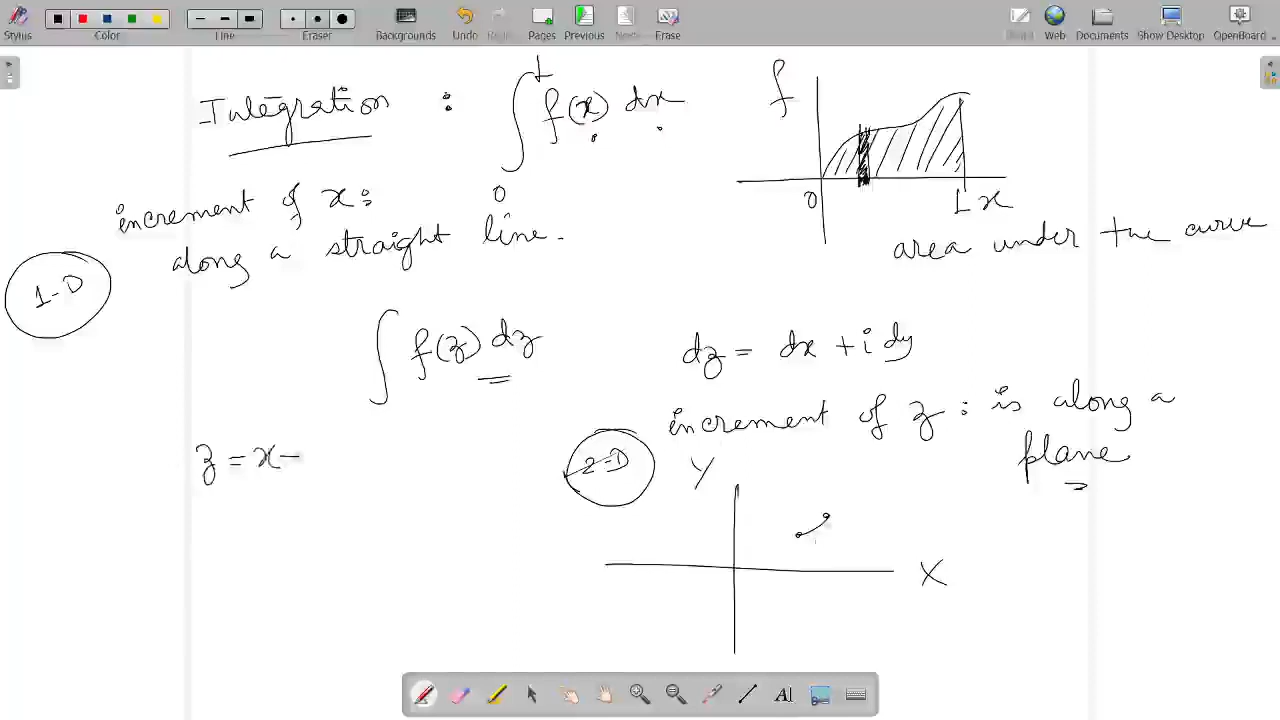 Stylus Color Line Eraser Backgrounds Undo Pages Previous Erase Web Documents Show Desktop OpenBoard
Integration : ∫₀ᴸ f(x) dx
f
0 L x
increment of x :
along a straight line.
area under the curve
1-D
∫ f(z) dz
dz = dx + i dy
increment of z : is along a
plane
z = x −
2-D
Y
X
AI